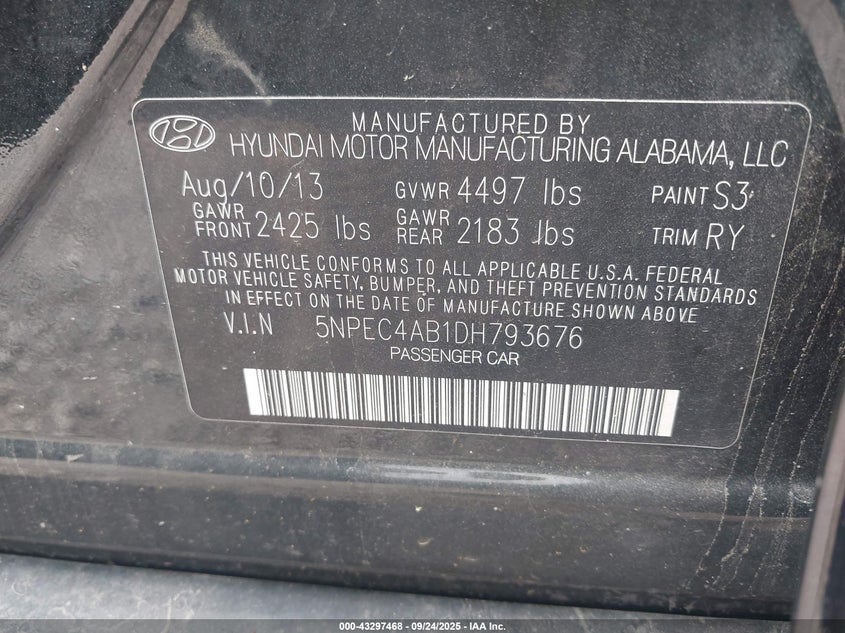 MANUFACTURED BY
HYUNDAI MOTOR MANUFACTURING ALABAMA, LLC
Aug/10/13 GVWR 4497 lbs PAINT S3
GAWR FRONT 2425 lbs GAWR REAR 2183 lbs TRIM RY
THIS VEHICLE CONFORMS TO ALL APPLICABLE U.S.A. FEDERAL
MOTOR VEHICLE SAFETY, BUMPER, AND THEFT PREVENTION STANDARDS
IN EFFECT ON THE DATE OF MANUFACTURE SHOWN ABOVE
V.I.N 5NPEC4AB1DH793676
PASSENGER CAR
000-43297468 - 09/24/2025 - IAA Inc.